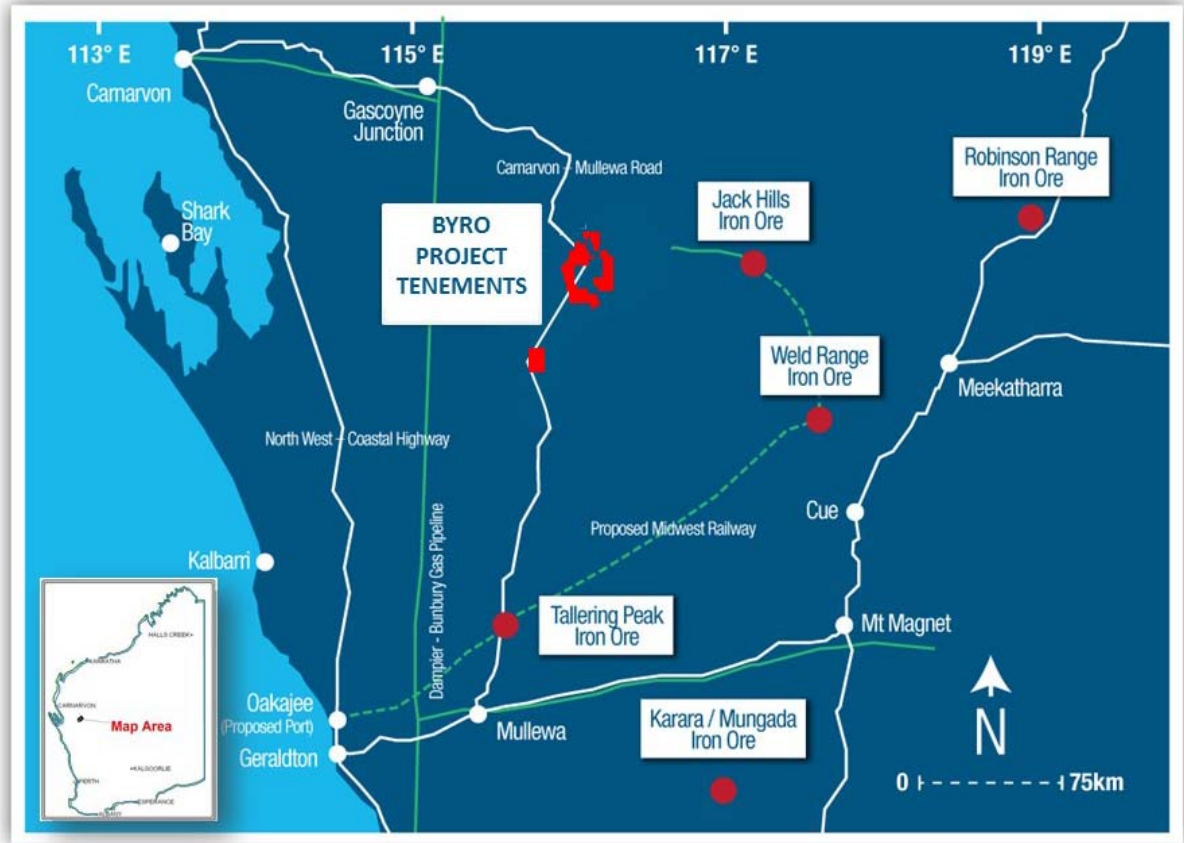 113° E
115° E
117° E
119° E
Carnarvon
Gascoyne
Junction
Carnarvon - Mullewa Road
Robinson Range
Iron Ore
Jack Hills
Iron Ore
Shark
Bay
BYRO
PROJECT
TENEMENTS
Weld Range
Iron Ore
Meekatharra
North West - Coastal Highway
Dampier - Bunbury Gas Pipeline
Cue
Proposed Midwest Railway
Kalbarri
Tallering Peak
Iron Ore
Mt Magnet
Oakajee
(Proposed Port)
Mullewa
Geraldton
Karara / Mungada
Iron Ore
N
0
75km
HALLS CREEK
KARRATHA
CARNARVON
Map Area
KALGOORLIE
PERTH
ESPERANCE
ALBANY